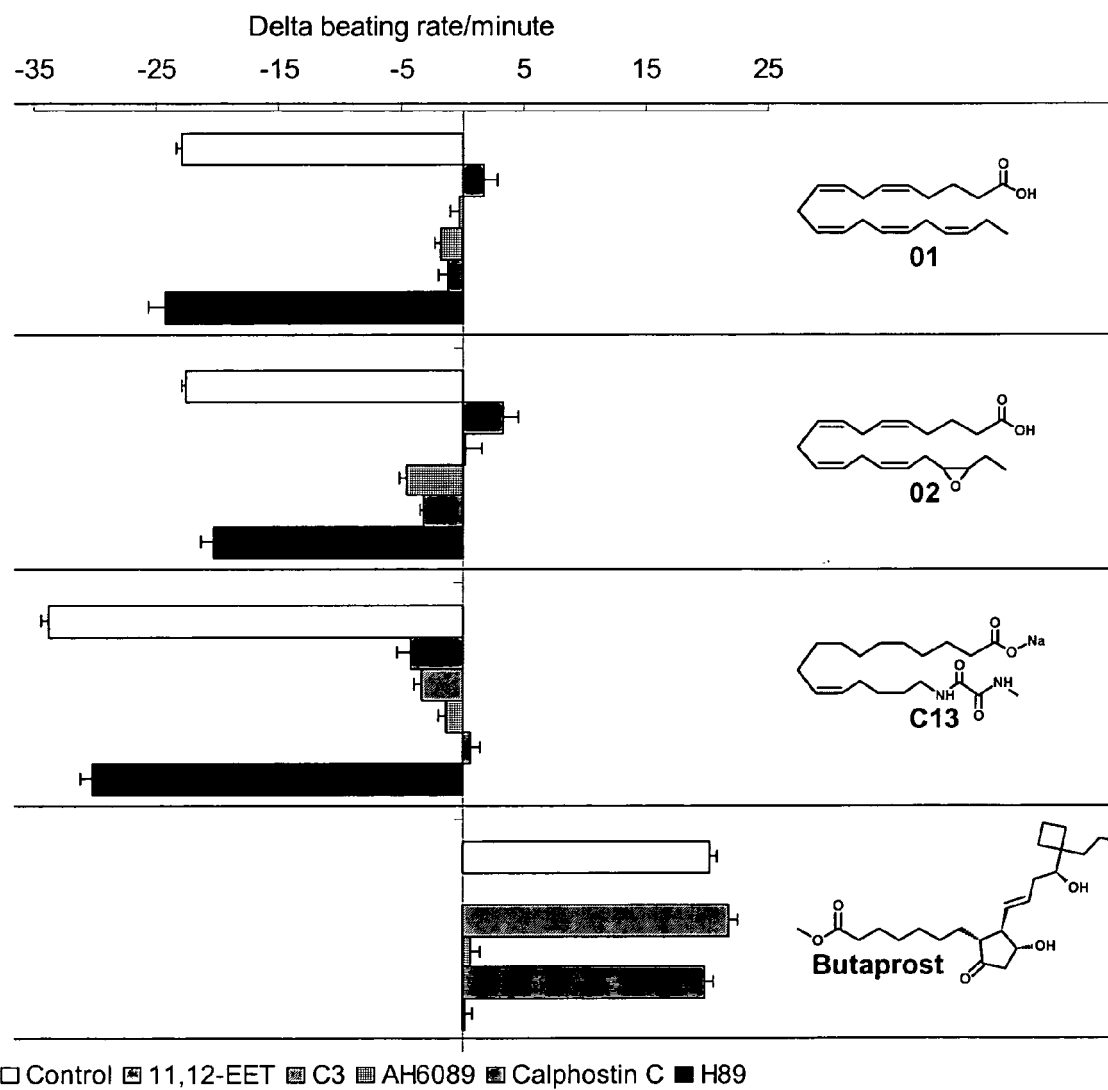 Delta beating rate/minute
-35 -25 -15 -5 5 15 25
O
OH
01
O
OH
O
02
O
O Na
O
NH
NH
O
C13
OH
O
O
OH
O
Butaprost
Control 11,12-EET C3 AH6089 Calphostin C H89